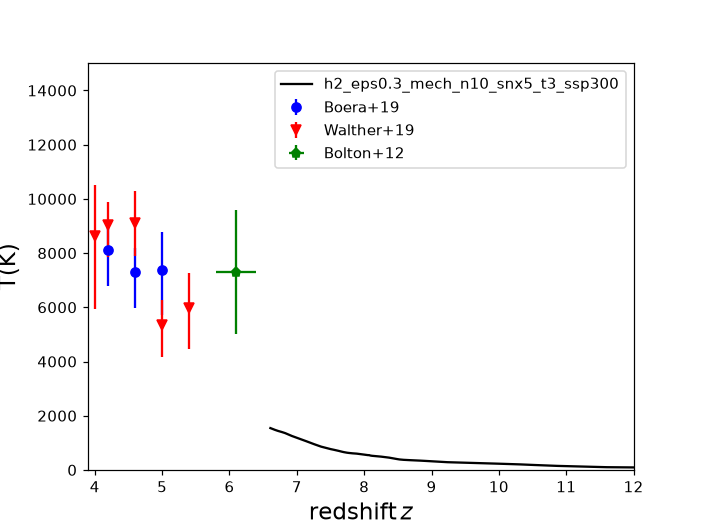 14000
12000
10000
8000
6000
4000
2000
0
4 5 6 7 8 9 10 11 12
T(K)
redshift z
h2_eps0.3_mech_n10_snx5_t3_ssp300
Boera+19
Walther+19
Bolton+12